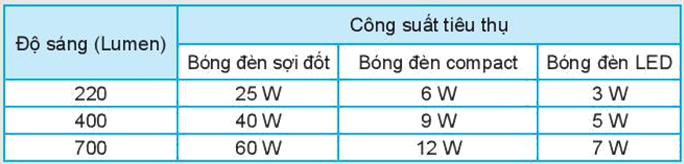 Độ sáng (Lumen) Công suất tiêu thụ
Bóng đèn sợi đốt Bóng đèn compact Bóng đèn LED
220 25 W 6 W 3 W
400 40 W 9 W 5 W
700 60 W 12 W 7 W